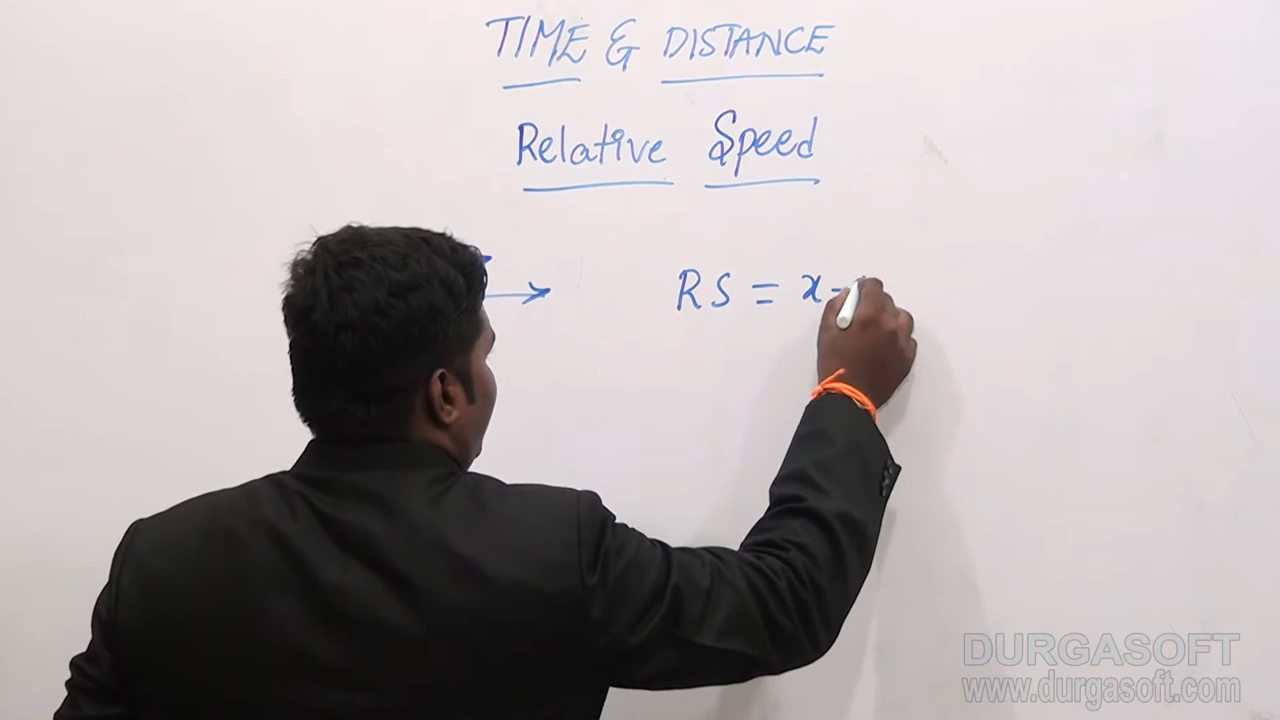 TIME & DISTANCE
Relative Speed
RS = x -
DURGASOFT
www.durgasoft.com